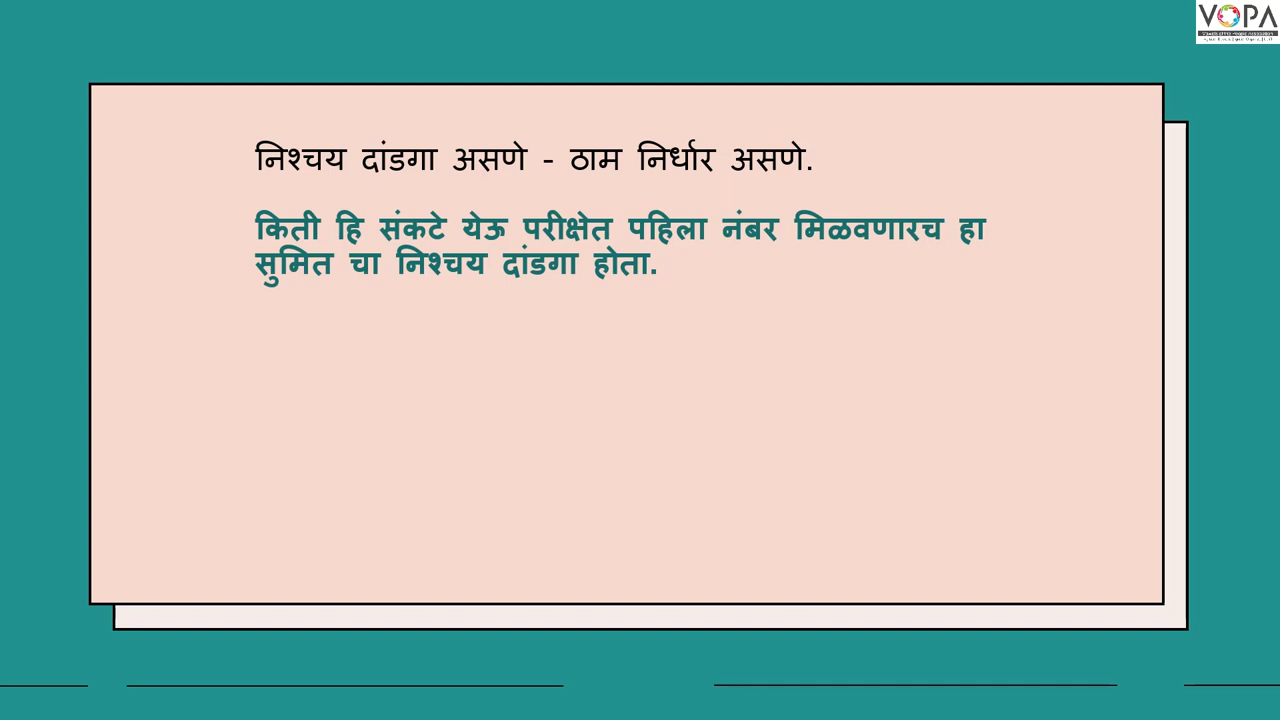 VOPA
निश्चय दांडगा असणे - ठाम निर्धार असणे.
किती हि संकटे येऊ परीक्षेत पहिला नंबर मिळवणारच हा
सुमित चा निश्चय दांडगा होता.